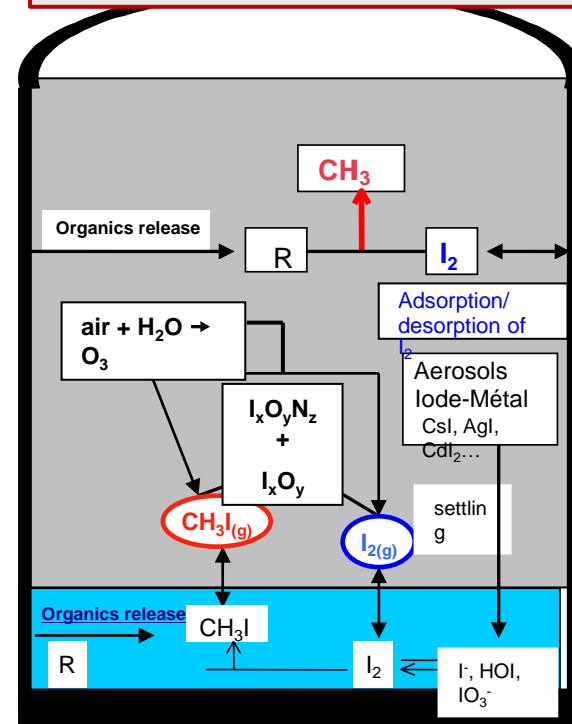 CH3
Organics release
R
I2
Adsorption/
desorption of
I2
air + H2O →
O3
Aerosols
Iode-Métal
CsI, AgI,
CdI2…
IxOyNz
+
IxOy
settlin
g
CH3I(g)
I2(g)
Organics release
CH3I
R
I2
I-, HOI,
IO3-